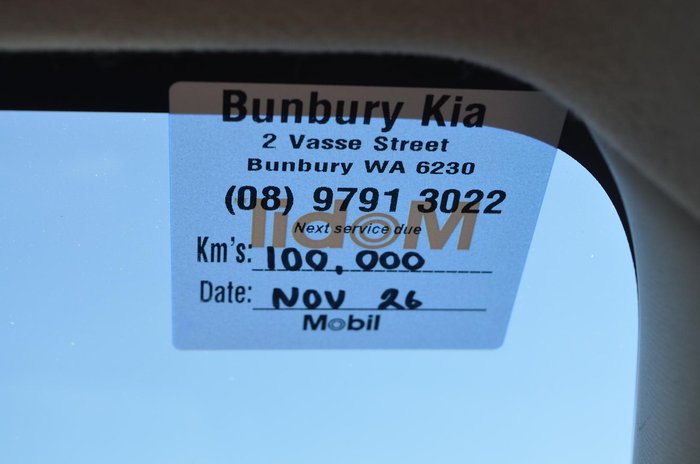 Bunbury Kia
2 Vasse Street
Bunbury WA 6230
(08) 9791 3022
Mobil
Next service due
Km's: 100,000
Date: NOV 26
Mobil